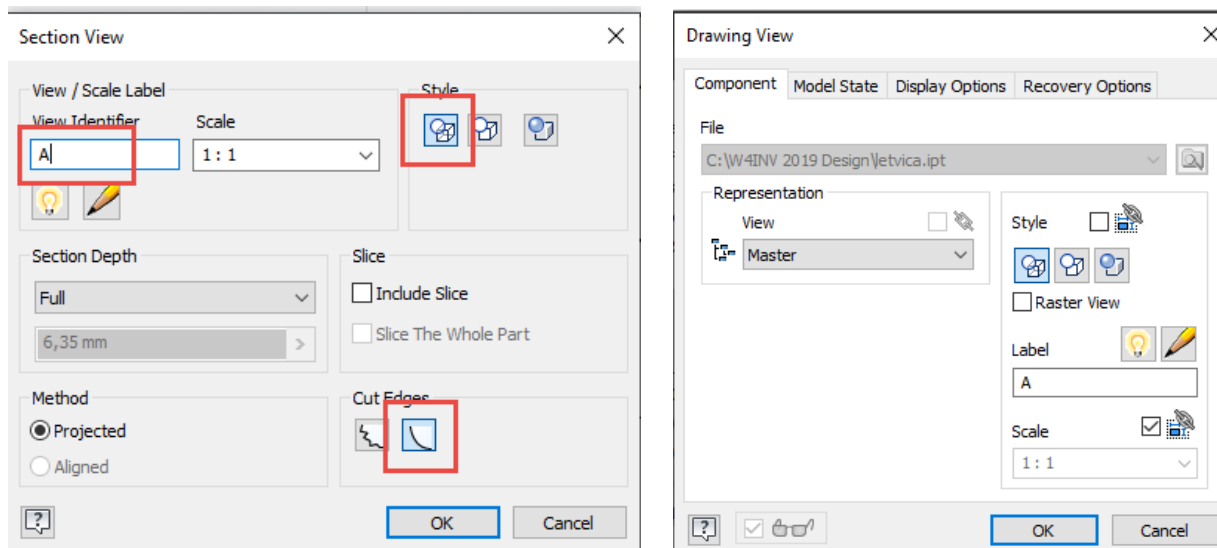 Section View
View / Scale Label
View Identifier
Scale
A
1 : 1
Style
Section Depth
Full
6,35 mm
Slice
Include Slice
Slice The Whole Part
Method
Projected
Aligned
Cut Edges
OK
Cancel
Drawing View
Component
Model State
Display Options
Recovery Options
File
C:\W4INV 2019 Design\letvica.ipt
Representation
View
Master
Style
Raster View
Label
A
Scale
1 : 1
OK
Cancel